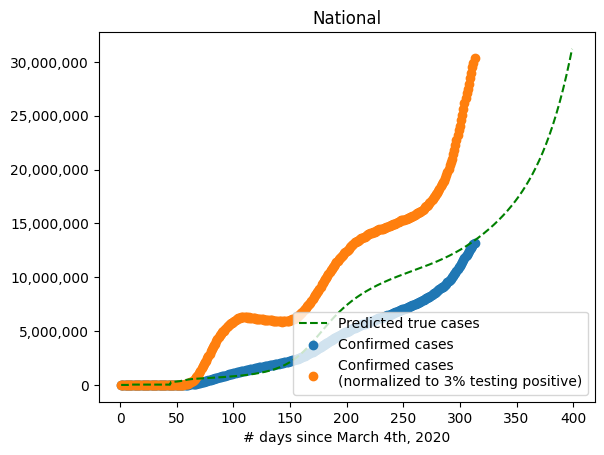 National
30,000,000
25,000,000
20,000,000
15,000,000
10,000,000
5,000,000
0
Predicted true cases
Confirmed cases
Confirmed cases
(normalized to 3% testing positive)
0 50 100 150 200 250 300 350 400
# days since March 4th, 2020